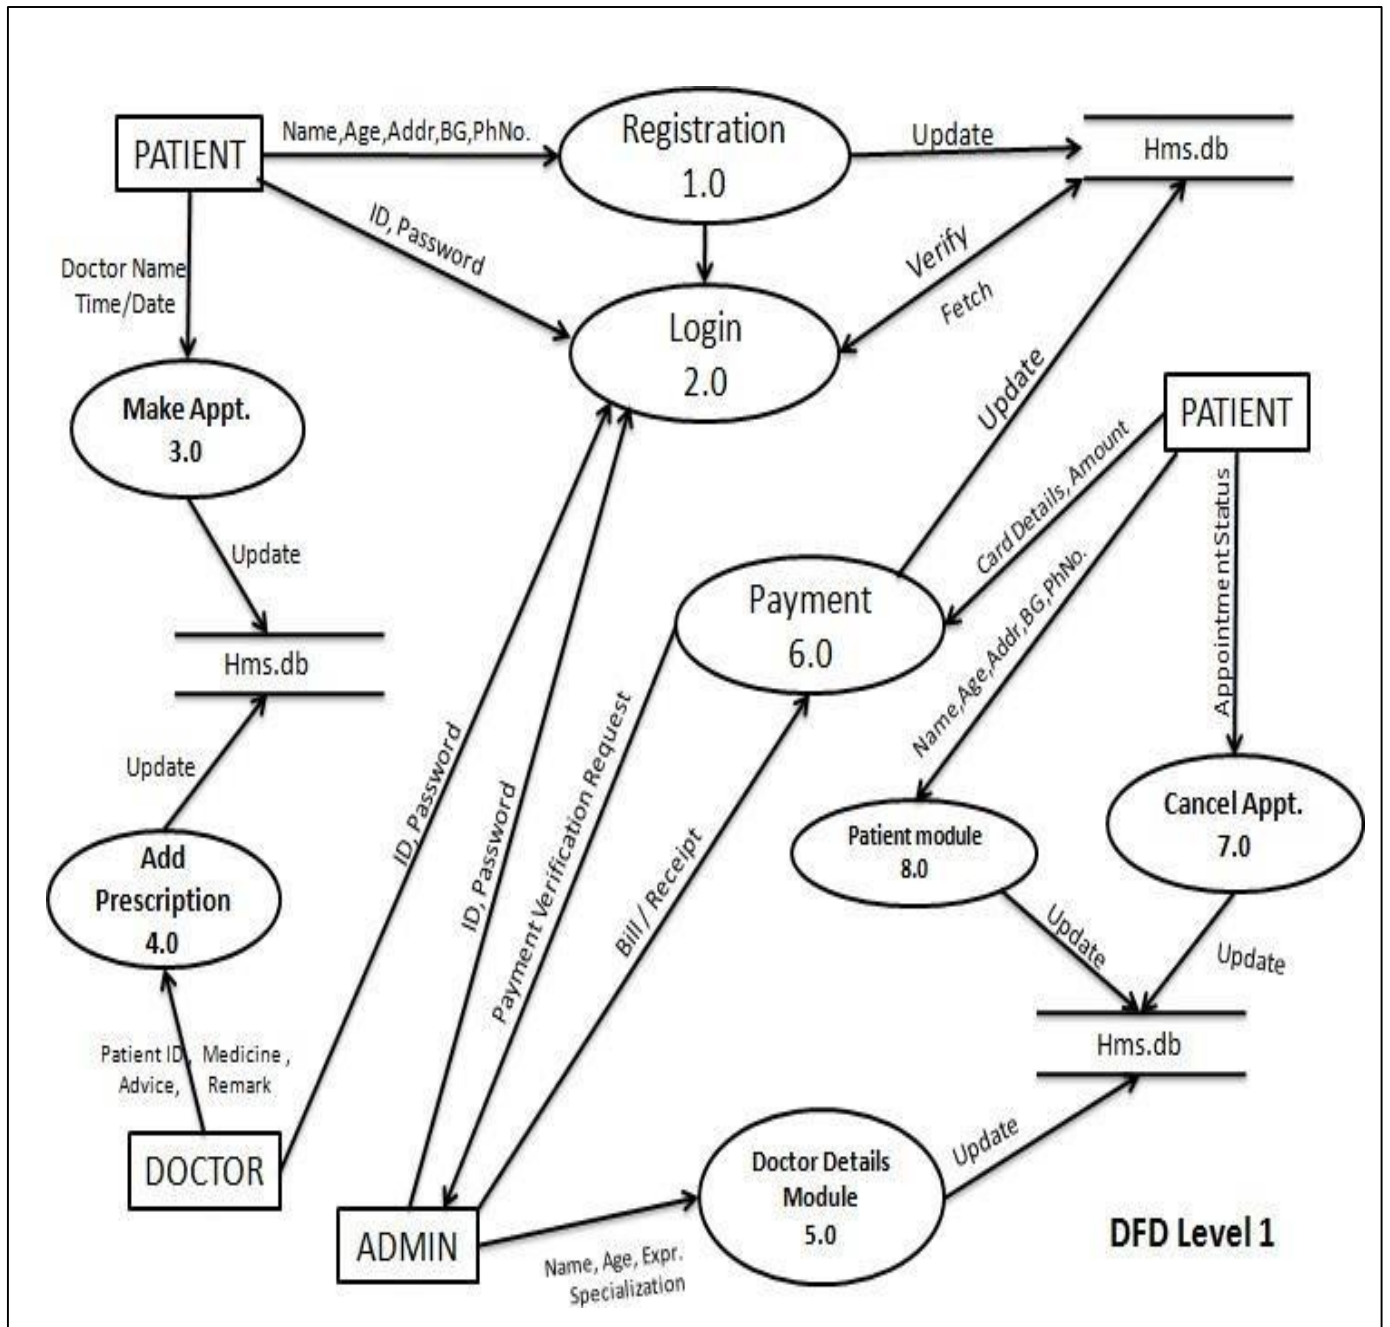 Name,Age,Addr,BG,PhNo.
Registration
1.0
Update
Hms.db
PATIENT
ID, Password
Verify
Fetch
Doctor Name
Time/Date
Login
2.0
Make Appt.
3.0
Update
PATIENT
Card Details, Amount
Name,Age,Addr,BG,PhNo.
AppointmentStatus
Update
Hms.db
Payment
6.0
Update
ID, Password
ID, Password
Payment Verification Request
Bill / Receipt
Patient module
8.0
Cancel Appt.
7.0
Add
Prescription
4.0
Update
Update
Patient ID, Medicine ,
Advice, Remark
Hms.db
DOCTOR
ADMIN
Name, Age, Expr.
Specialization
Doctor Details
Module
5.0
Update
DFD Level 1